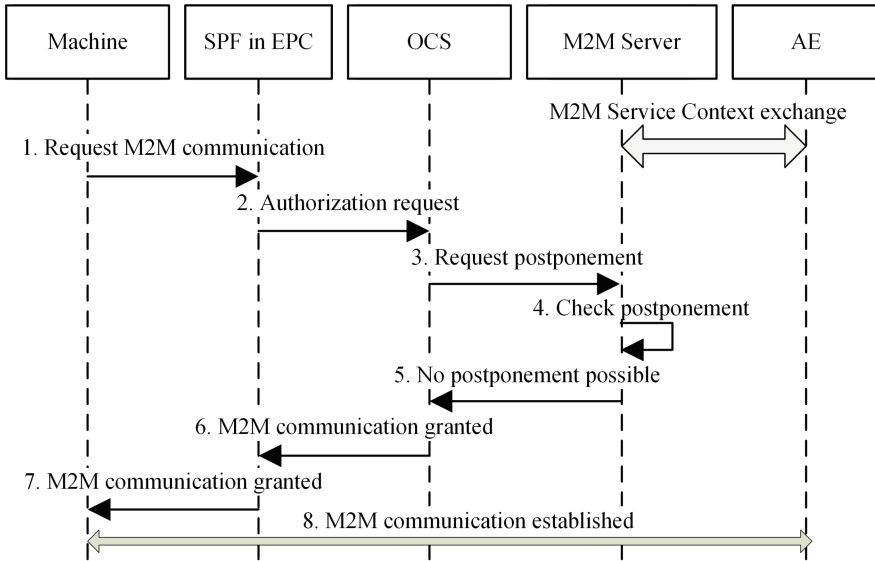 Machine
SPF in EPC
OCS
M2M Server
AE
M2M Service Context exchange
1. Request M2M communication
2. Authorization request
3. Request postponement
4. Check postponement
5. No postponement possible
6. M2M communication granted
7. M2M communication granted
8. M2M communication established